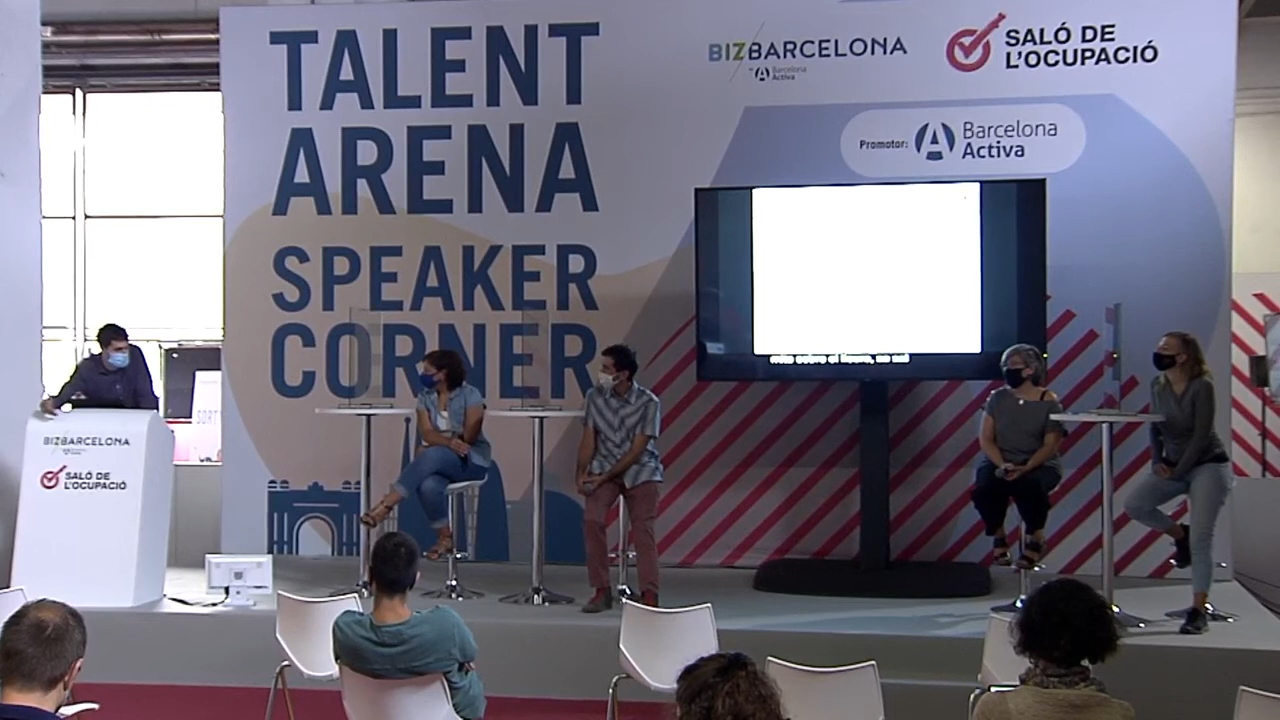 TALENT
ARENA
SPEAKER
CORNER
BIZBARCELONA
Barcelona
Activa
SALÓ DE
L'OCUPACIÓ
Promotor:
Barcelona
Activa
BIZBARCELONA
SALÓ DE
L'OCUPACIÓ